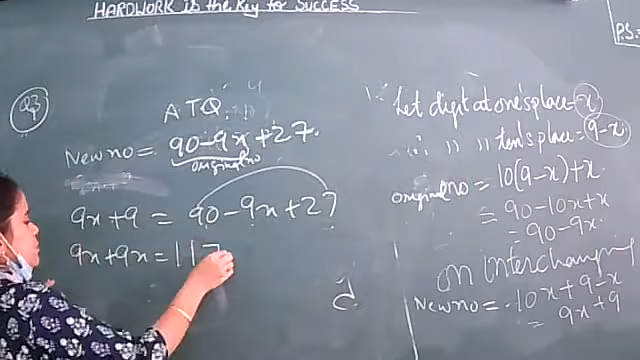 HARDWORK is the key for SUCCESS
P.S.=
Q3
ATQ,
New no = 90-9x+27.
original no
9x+9 = 90-9x+27
9x+9x=117
Let digit at one's place = x
" " ten's place = 9-x
original no = 10(9-x)+x
= 90-10x+x
= 90-9x
On interchanging
New no = 10x+9-x
= 9x+9